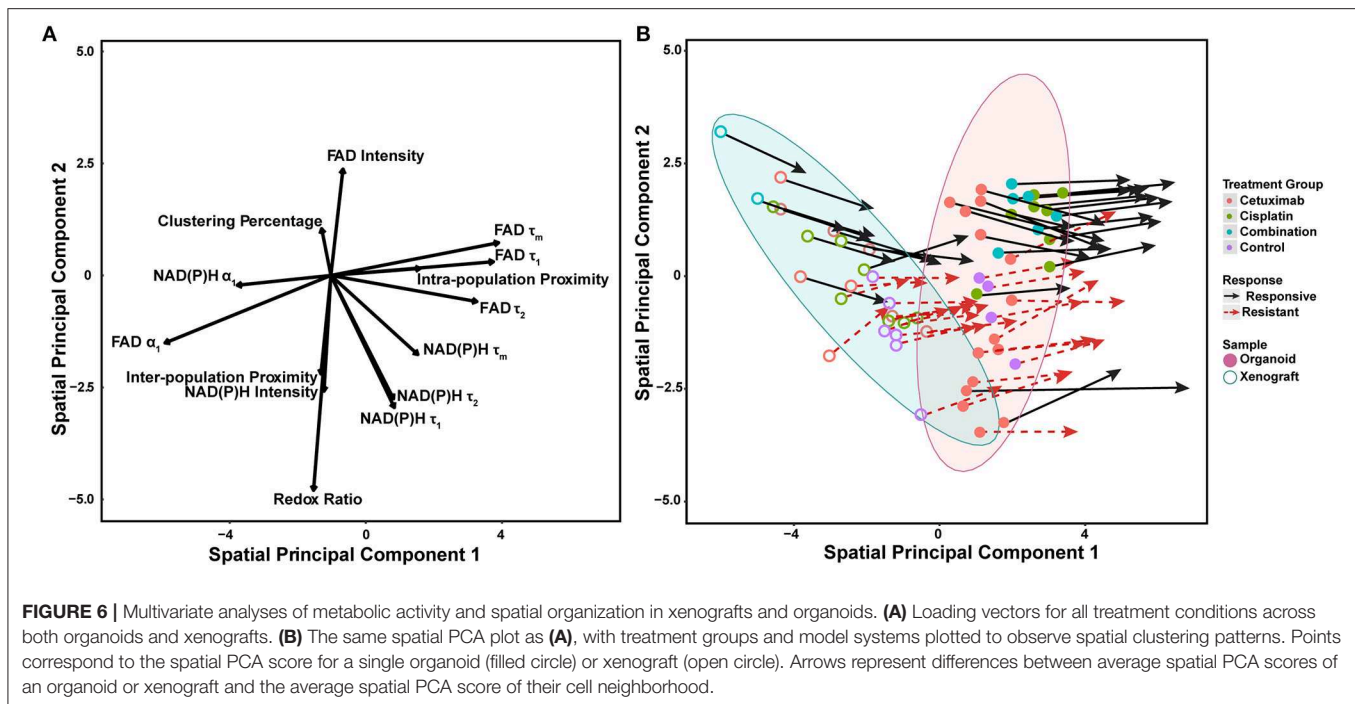 A
5.0
2.5
0
−2.5
−5.0
−4
0
4
Spatial Principal Component 2
Spatial Principal Component 1
FAD Intensity
Clustering Percentage
FAD τm
FAD τ1
NAD(P)H α1
Intra-population Proximity
FAD τ2
FAD α1
NAD(P)H τm
Inter-population Proximity
NAD(P)H Intensity
NAD(P)H τ2
NAD(P)H τ1
Redox Ratio
B
5.0
2.5
0
−2.5
−5.0
−4
0
4
Spatial Principal Component 2
Spatial Principal Component 1
Treatment Group
Cetuximab
Cisplatin
Combination
Control
Response
Responsive
Resistant
Sample
Organoid
Xenograft
FIGURE 6 | Multivariate analyses of metabolic activity and spatial organization in xenografts and organoids. (A) Loading vectors for all treatment conditions across
both organoids and xenografts. (B) The same spatial PCA plot as (A), with treatment groups and model systems plotted to observe spatial clustering patterns. Points
correspond to the spatial PCA score for a single organoid (filled circle) or xenograft (open circle). Arrows represent differences between average spatial PCA scores of
an organoid or xenograft and the average spatial PCA score of their cell neighborhood.